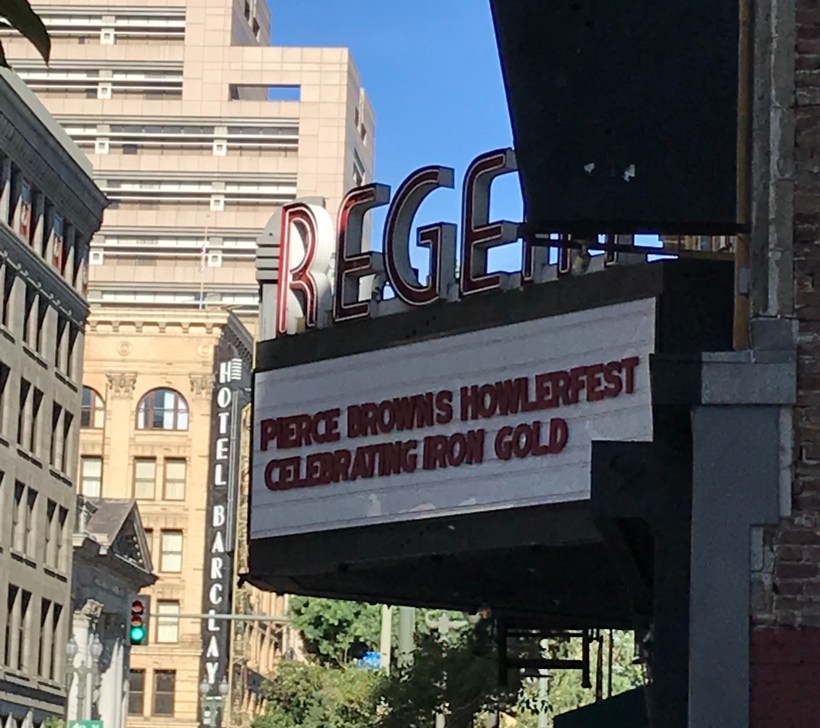 REGENT
PIERCE BROWNS HOWLERFEST
CELEBRATING IRON GOLD
HOTEL BARCLAY